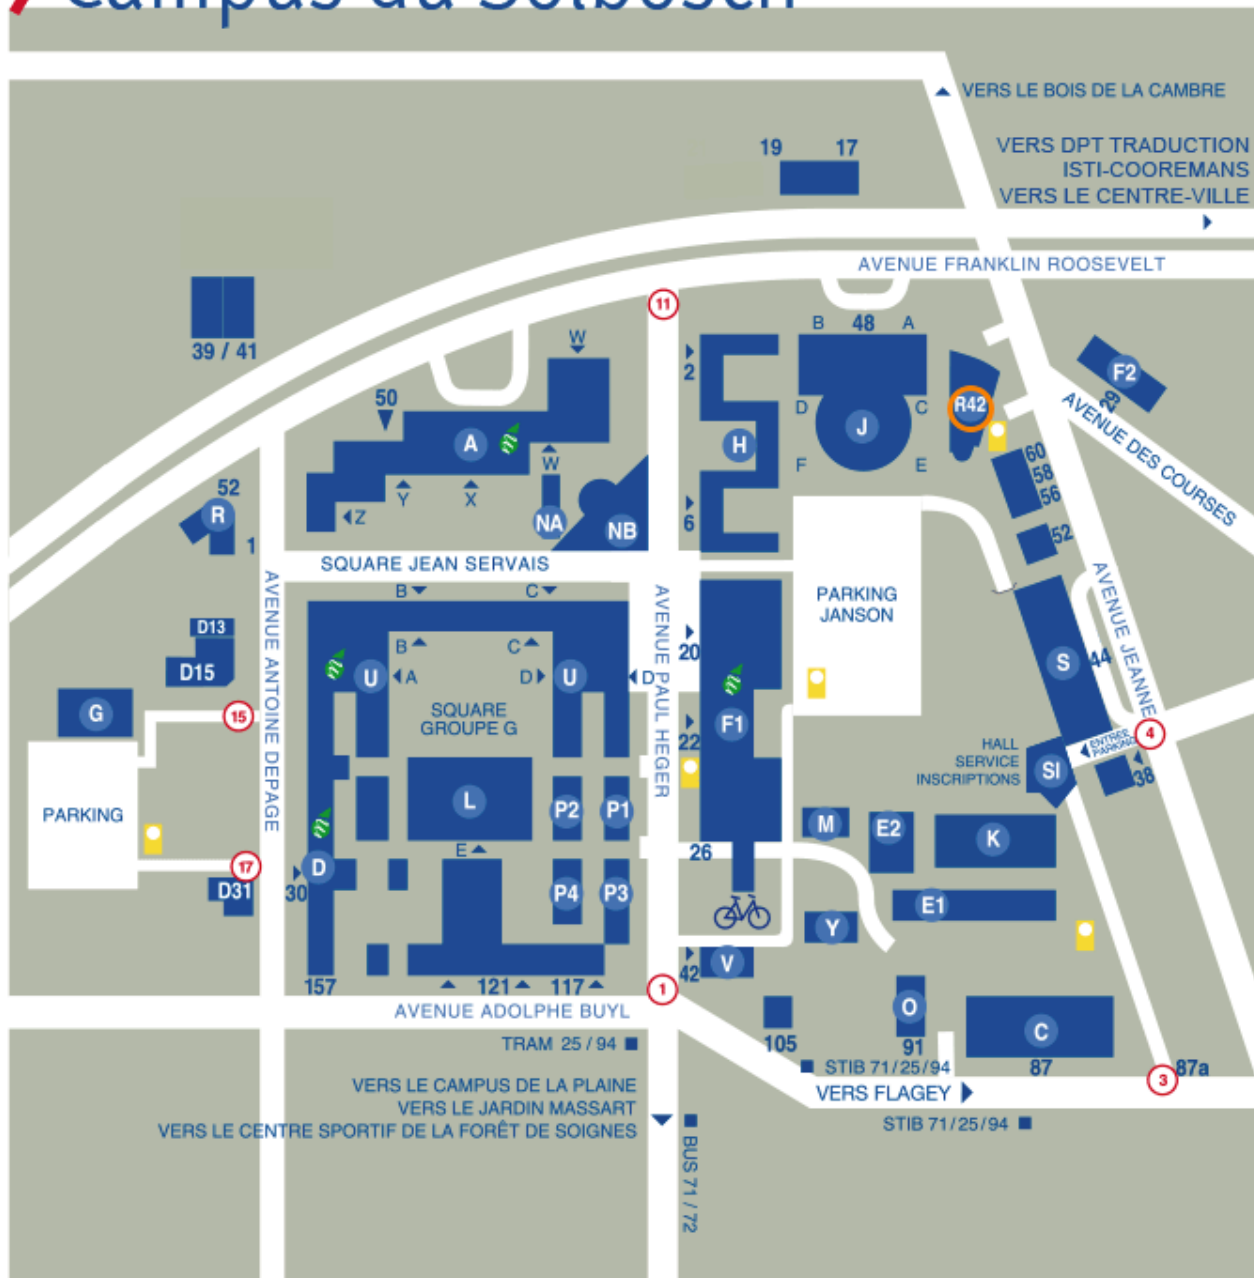 Campus du Solbosch
VERS LE BOIS DE LA CAMBRE
VERS DPT TRADUCTION
ISTI-COOREMANS
VERS LE CENTRE-VILLE
19
17
AVENUE FRANKLIN ROOSEVELT
11
39 / 41
W
B
48
A
2
50
F2
29
R42
D
C
J
H
A
AVENUE DES COURSES
F
E
60
58
56
W
Y
X
Z
52
R
1
NA
NB
6
52
SQUARE JEAN SERVAIS
B
C
AVENUE ANTOINE DEPAGE
AVENUE PAUL HEGER
PARKING
JANSON
AVENUE JEANNE
D13
D15
B
C
20
U
A
D
U
D
S
44
G
15
SQUARE
GROUPE G
F1
22
4
HALL
SERVICE
INSCRIPTIONS
ENTREE
PARKING
SI
38
PARKING
L
P2
P1
M
E2
K
E
26
17
D
30
D31
P4
P3
E1
Y
V
42
157
121
117
1
AVENUE ADOLPHE BUYL
O
C
105
91
87
87a
3
TRAM 25 / 94
STIB 71/25/94
VERS FLAGEY
VERS LE CAMPUS DE LA PLAINE
VERS LE JARDIN MASSART
VERS LE CENTRE SPORTIF DE LA FORÊT DE SOIGNES
STIB 71/25/94
BUS 71 / 72